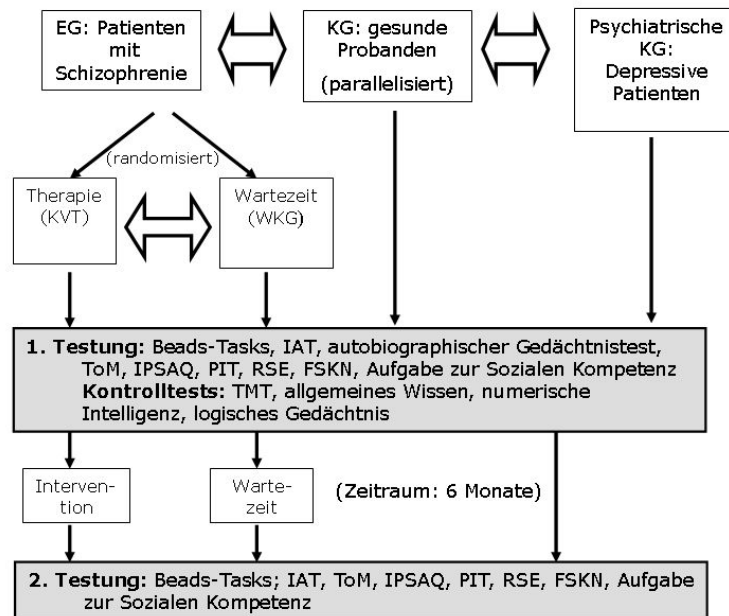 EG: Patienten
mit
Schizophrenie
KG: gesunde
Probanden
(parallelisiert)
Psychiatrische
KG:
Depressive
Patienten
(randomisiert)
Therapie
(KVT)
Wartezeit
(WKG)
1. Testung: Beads-Tasks, IAT, autobiographischer Gedächtnistest,
ToM, IPSAQ, PIT, RSE, FSKN, Aufgabe zur Sozialen Kompetenz
Kontrolltests: TMT, allgemeines Wissen, numerische
Intelligenz, logisches Gedächtnis
Interven-
tion
Warte-
zeit
(Zeitraum: 6 Monate)
2. Testung: Beads-Tasks; IAT, ToM, IPSAQ, PIT, RSE, FSKN, Aufgabe
zur Sozialen Kompetenz